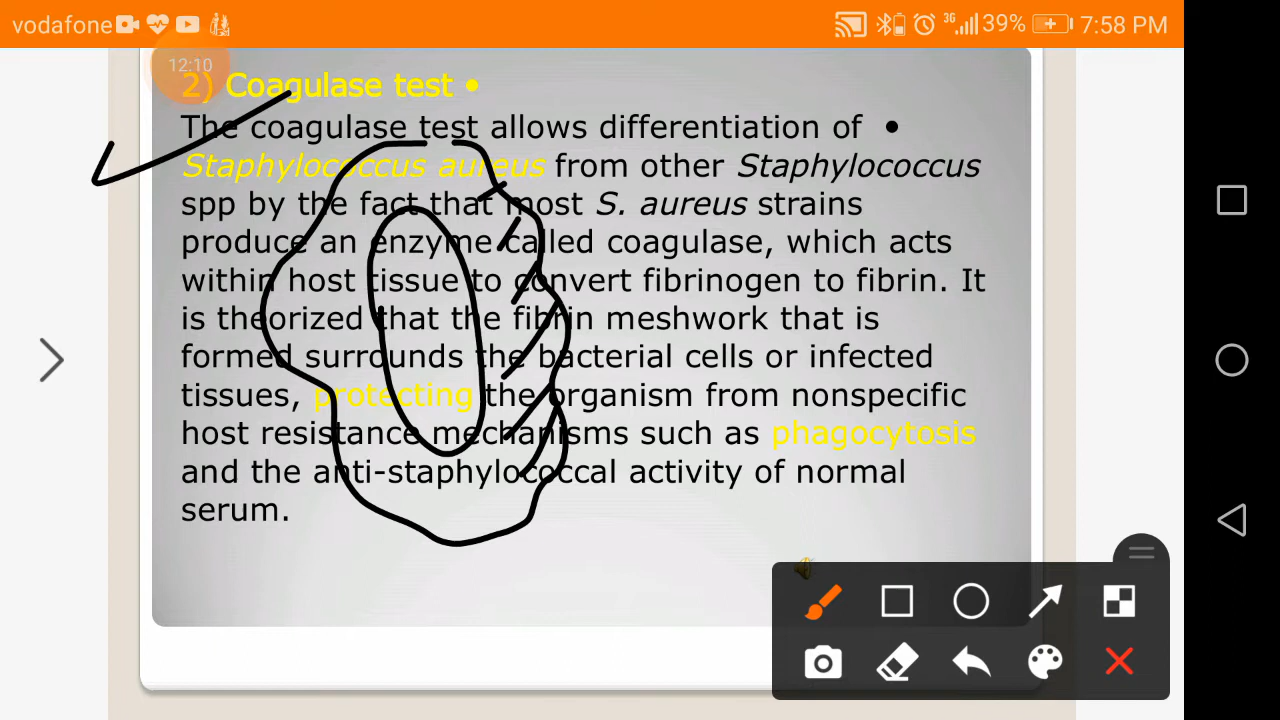 vodafone
3G 39% 7:58 PM
12:10
2) Coagulase test •
The coagulase test allows differentiation of •
Staphylococcus aureus from other Staphylococcus
spp by the fact that most S. aureus strains
produce an enzyme called coagulase, which acts
within host tissue to convert fibrinogen to fibrin. It
is theorized that the fibrin meshwork that is
formed surrounds the bacterial cells or infected
tissues, protecting the organism from nonspecific
host resistance mechanisms such as phagocytosis
and the anti-staphylococcal activity of normal
serum.